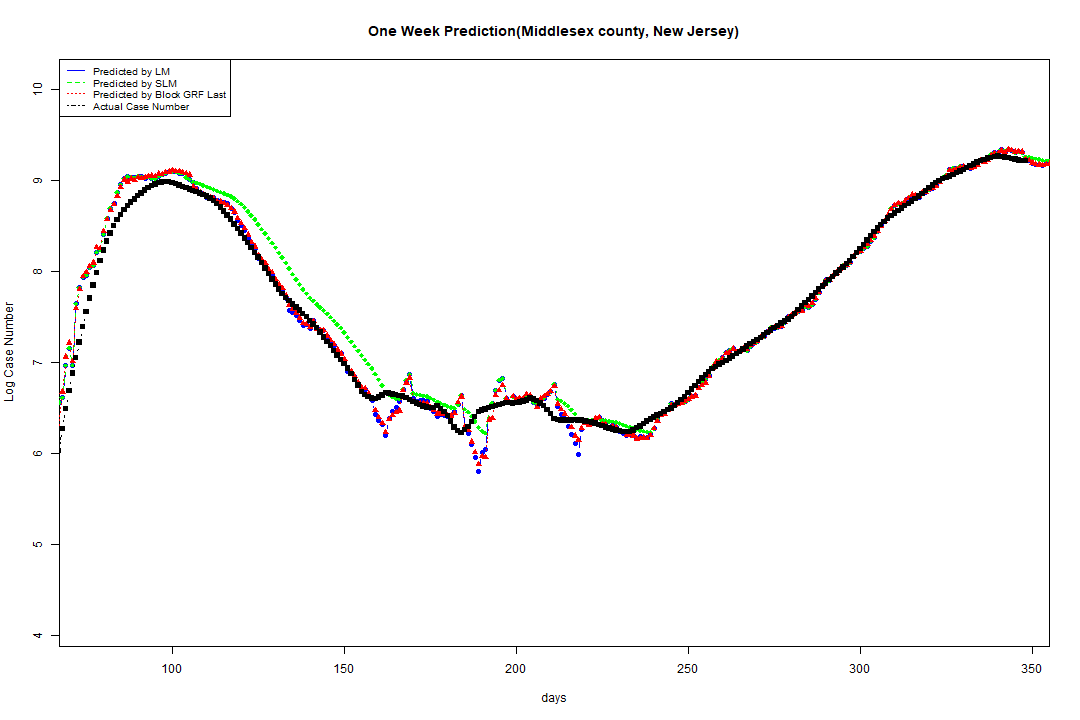 One Week Prediction(Middlesex county, New Jersey)
Predicted by LM
Predicted by SLM
Predicted by Block GRF Last
Actual Case Number
10
9
8
7
6
5
4
Log Case Number
100 150 200 250 300 350
days